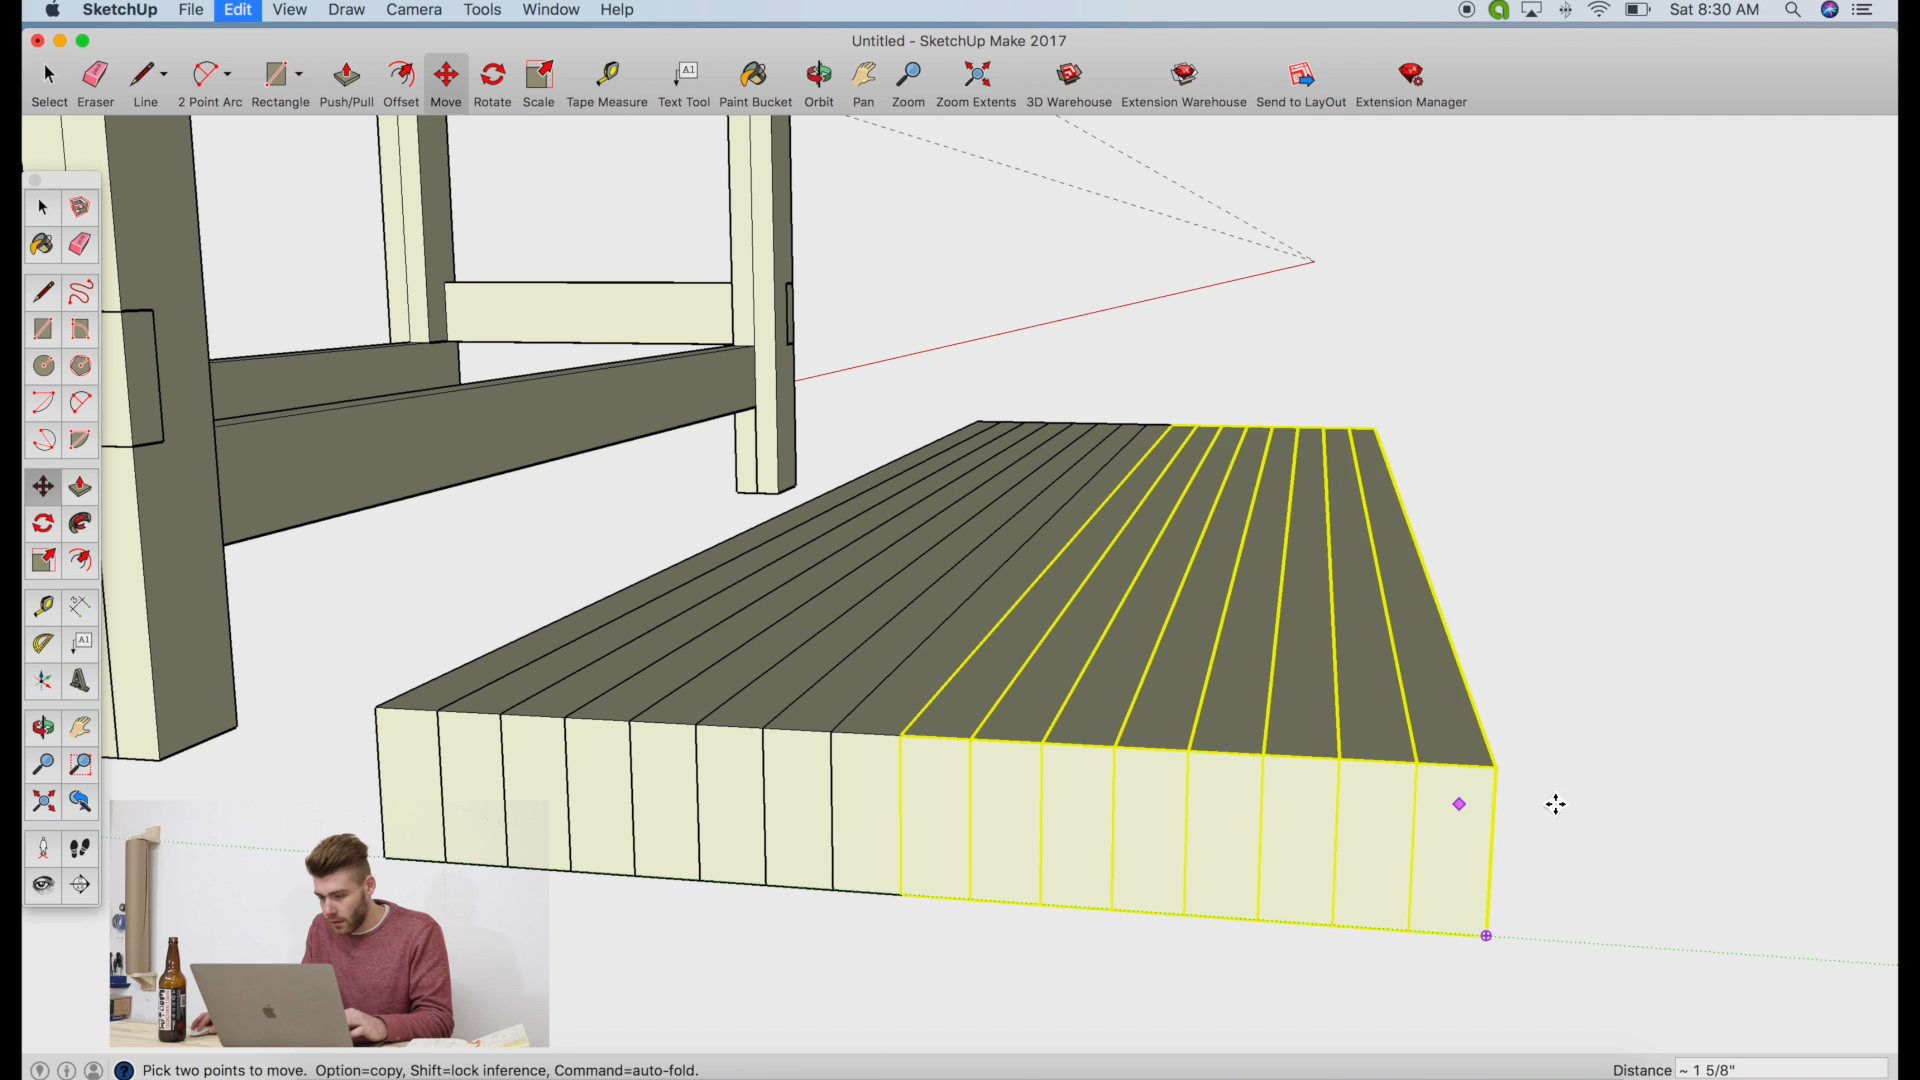 SketchUp File Edit View Draw Camera Tools Window Help Sat 8:30 AM
Untitled - SketchUp Make 2017
Select Eraser Line 2 Point Arc Rectangle Push/Pull Offset Move Rotate Scale Tape Measure Text Tool Paint Bucket Orbit Pan Zoom Zoom Extents 3D Warehouse Extension Warehouse Send to LayOut Extension Manager
A1
A1
Pick two points to move. Option=copy, Shift=lock inference, Command=auto-fold. Distance ~ 1 5/8"